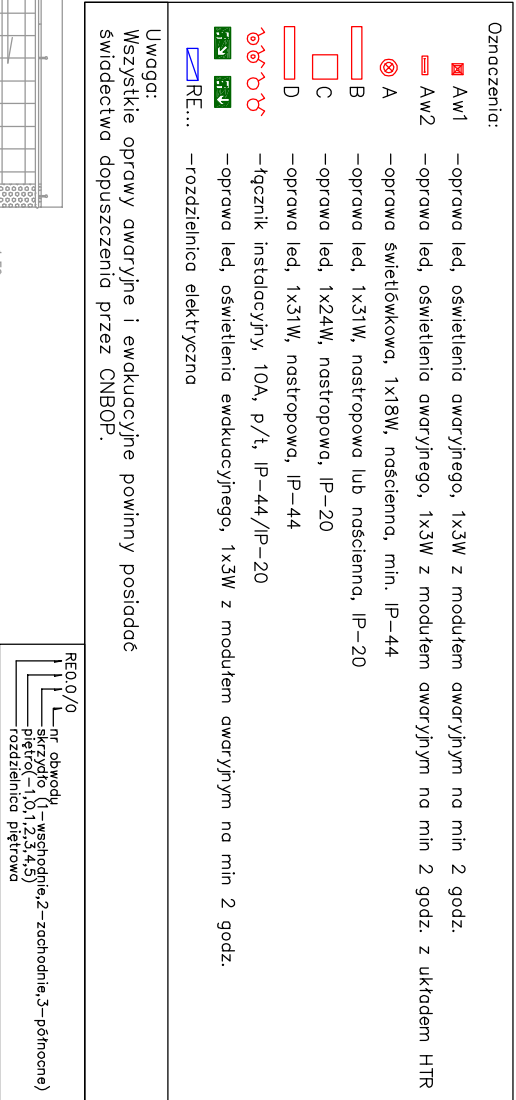 Oznaczenia:
Aw1 -oprawa led, oświetlenia awaryjnego, 1x3W z modułem awaryjnym na min 2 godz.
Aw2 -oprawa led, oświetlenia awaryjnego, 1x3W z modułem awaryjnym na min 2 godz. z układem HTR
A -oprawa świetlówkowa, 1x18W, naścienna, min. IP-44
B -oprawa led, 1x31W, nastropowa lub naścienna, IP-20
C -oprawa led, 1x24W, nastropowa, IP-20
D -oprawa led, 1x31W, nastropowa, IP-44
-łącznik instalacyjny, 10A, p/t, IP-44/IP-20
-oprawa led, oświetlenia ewakuacyjnego, 1x3W z modułem awaryjnym na min 2 godz.
RE... -rozdzielnica elektryczna
Uwaga:
Wszystkie oprawy awaryjne i ewakuacyjne powinny posiadać
świadectwa dopuszczenia przez CNBOP.
RE0.0/0
nr obwodu
skrzydło (1-wschodnie,2-zachodnie,3-północne)
piętro(-1,0,1,2,3,4,5)
rozdzielnica piętrowa